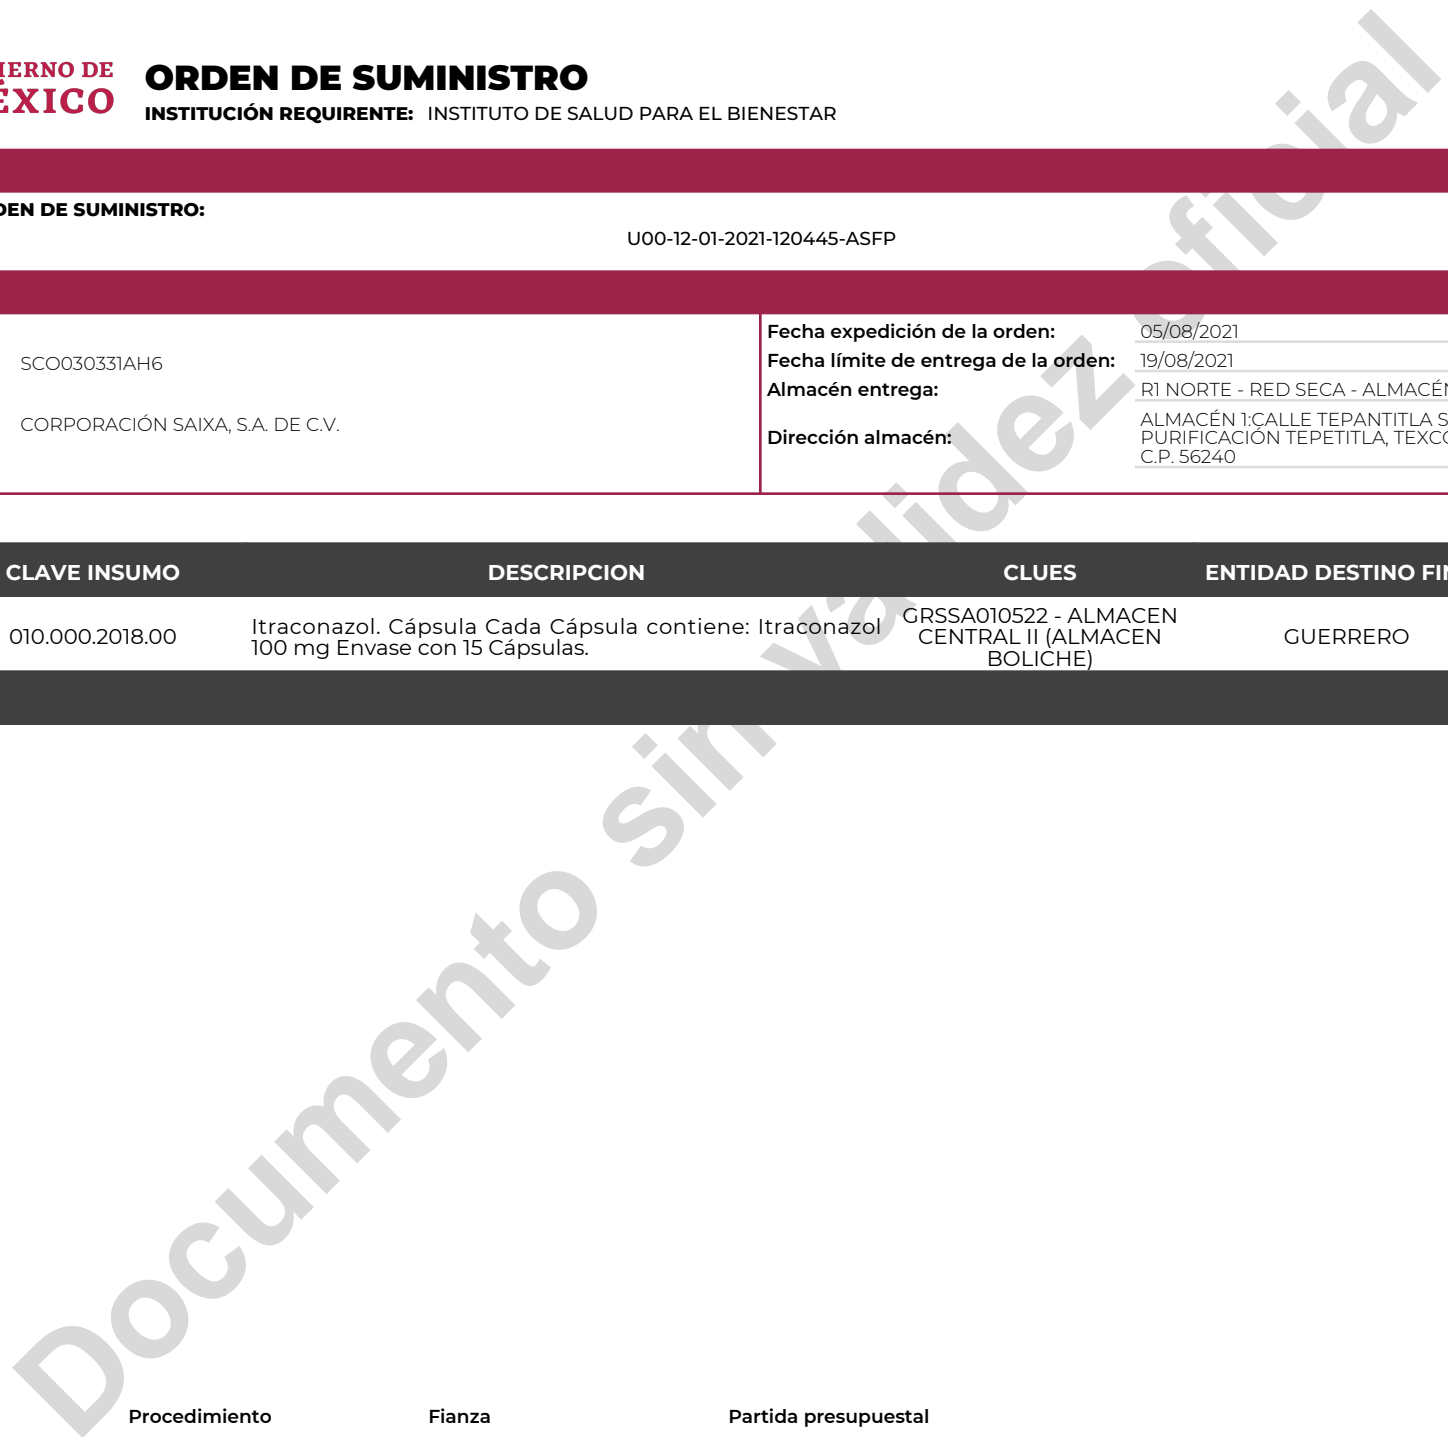 IERNO DE
ÉXICO
ORDEN DE SUMINISTRO
INSTITUCIÓN REQUIRENTE: INSTITUTO DE SALUD PARA EL BIENESTAR
DEN DE SUMINISTRO:
U00-12-01-2021-120445-ASFP
SCO030331AH6
CORPORACIÓN SAIXA, S.A. DE C.V.
Fecha expedición de la orden: 05/08/2021
Fecha límite de entrega de la orden: 19/08/2021
Almacén entrega: R1 NORTE - RED SECA - ALMACÉN
Dirección almacén: ALMACÉN 1:CALLE TEPANTITLA S
PURIFICACIÓN TEPETITLA, TEXCO
C.P. 56240
CLAVE INSUMO DESCRIPCION CLUES ENTIDAD DESTINO FIN
010.000.2018.00
Itraconazol. Cápsula Cada Cápsula contiene: Itraconazol
100 mg Envase con 15 Cápsulas.
GRSSA010522 - ALMACEN
CENTRAL II (ALMACEN
BOLICHE)
GUERRERO
Documento sin validez oficial
Procedimiento Fianza Partida presupuestal